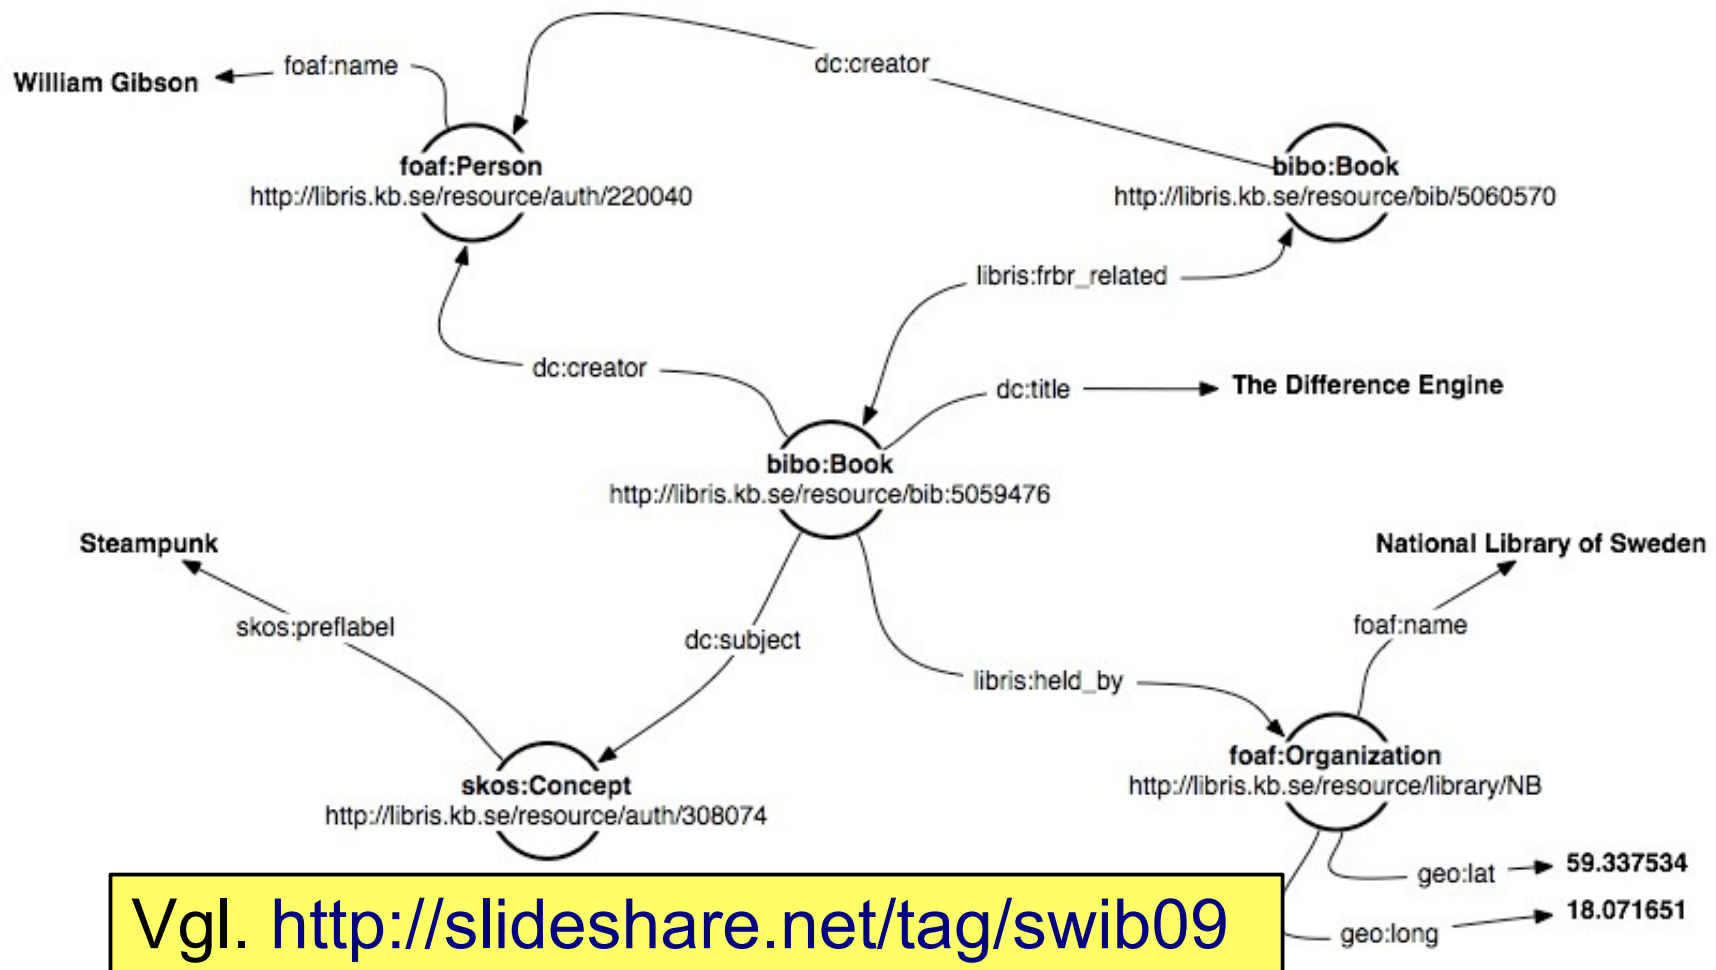 dc:creator
foaf:name
William Gibson
foaf:Person
http://libris.kb.se/resource/auth/220040
bibo:Book
http://libris.kb.se/resource/bib/5060570
libris:frbr_related
dc:creator
dc:title
The Difference Engine
bibo:Book
http://libris.kb.se/resource/bib:5059476
Steampunk
National Library of Sweden
skos:preflabel
dc:subject
foaf:name
libris:held_by
foaf:Organization
http://libris.kb.se/resource/library/NB
skos:Concept
http://libris.kb.se/resource/auth/308074
geo:lat
59.337534
geo:long
18.071651
Vgl. http://slideshare.net/tag/swib09